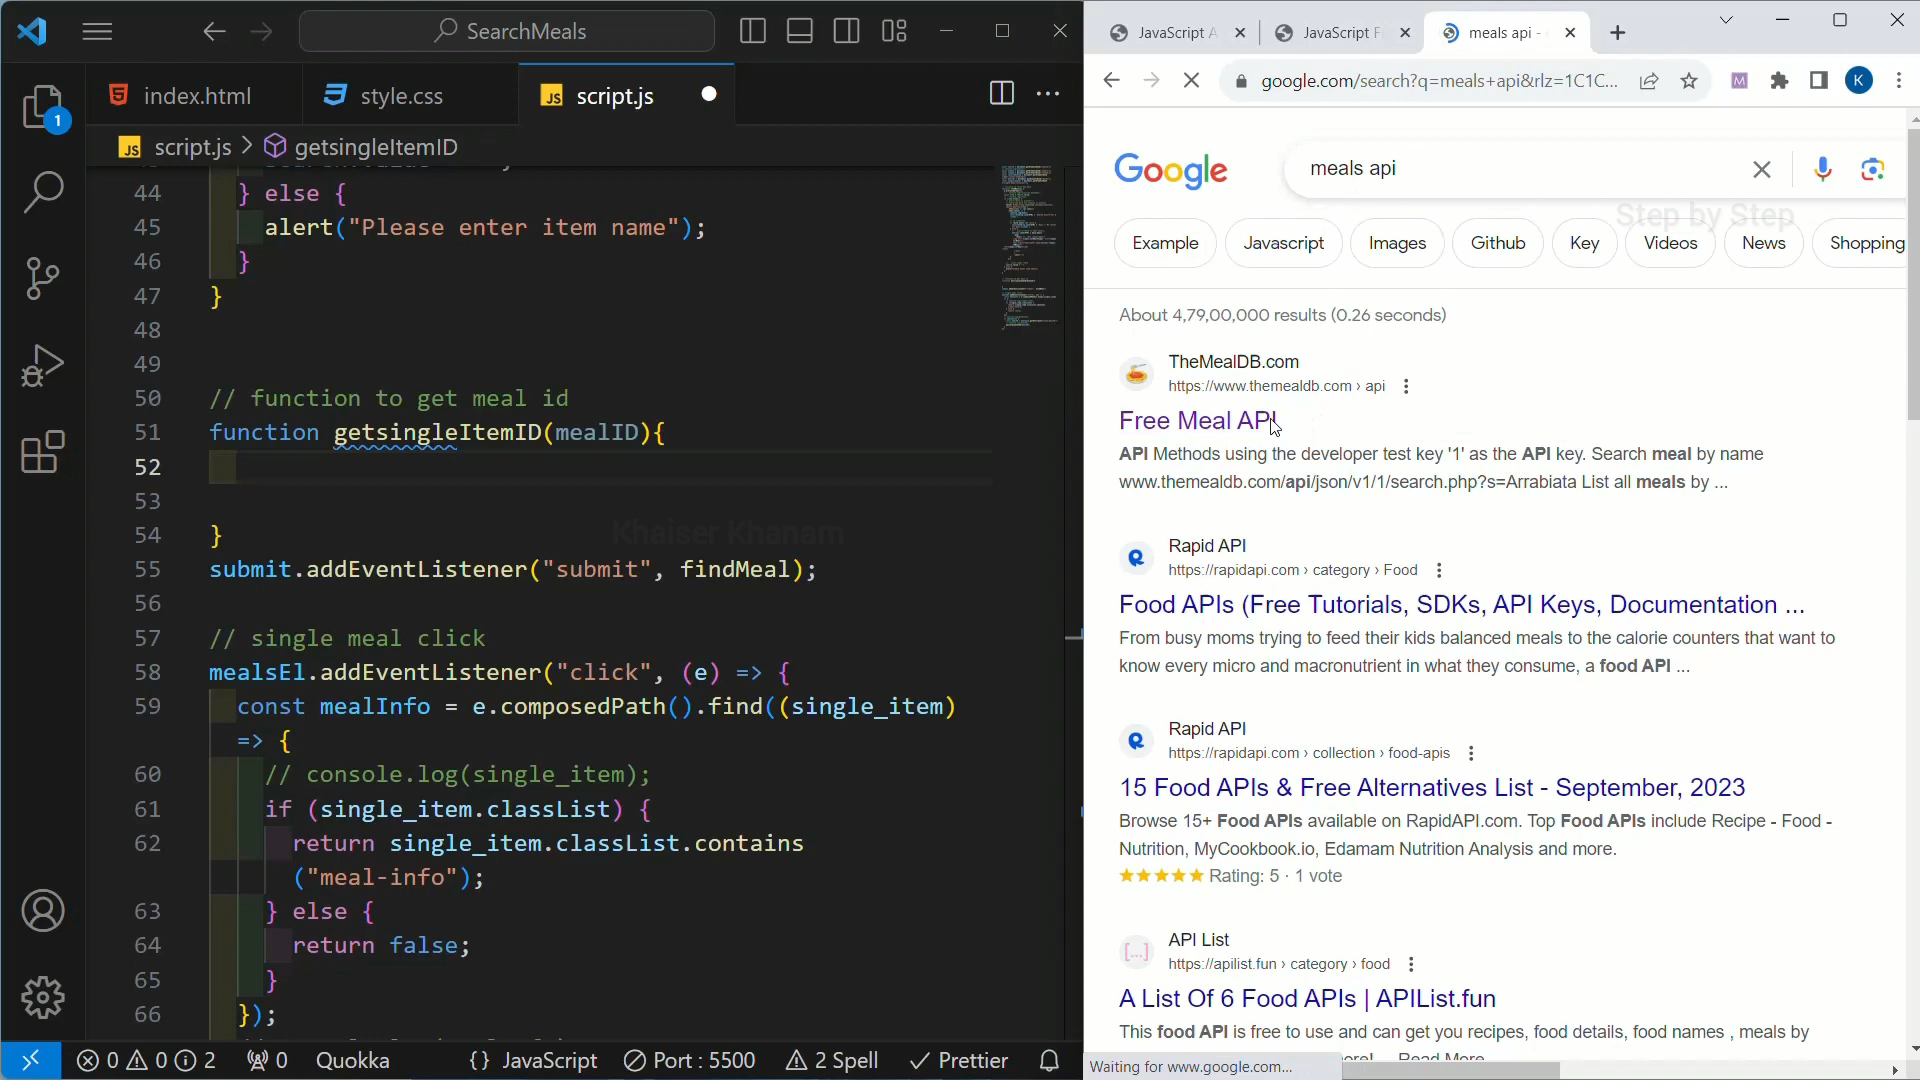 SearchMeals
index.html
style.css
JS script.js
1
JS script.js > getsingleItemID
44 } else {
45 alert("Please enter item name");
46 }
47 }
48
49
50 // function to get meal id
51 function getsingleItemID(mealID){
52
53
54 }
55 submit.addEventListener("submit", findMeal);
56
57 // single meal click
58 mealsEl.addEventListener("click", (e) => {
59 const mealInfo = e.composedPath().find((single_item)
=> {
60 // console.log(single_item);
61 if (single_item.classList) {
62 return single_item.classList.contains
("meal-info");
63 } else {
64 return false;
65 }
66 });
Khaiser Khanam
0 0 2 0 Quokka {} JavaScript Port : 5500 2 Spell Prettier
JavaScript A
JavaScript F
meals api -
google.com/search?q=meals+api&rlz=1C1C...
M
K
Google
meals api
Step by Step
Example Javascript Images Github Key Videos News Shopping
About 4,79,00,000 results (0.26 seconds)
TheMealDB.com
https://www.themealdb.com › api
Free Meal API
API Methods using the developer test key '1' as the API key. Search meal by name
www.themealdb.com/api/json/v1/1/search.php?s=Arrabiata List all meals by ...
Rapid API
https://rapidapi.com › category › Food
Food APIs (Free Tutorials, SDKs, API Keys, Documentation ...
From busy moms trying to feed their kids balanced meals to the calorie counters that want to
know every micro and macronutrient in what they consume, a food API ...
Rapid API
https://rapidapi.com › collection › food-apis
15 Food APIs & Free Alternatives List - September, 2023
Browse 15+ Food APIs available on RapidAPI.com. Top Food APIs include Recipe - Food -
Nutrition, MyCookbook.io, Edamam Nutrition Analysis and more.
Rating: 5 · 1 vote
[...]
API List
https://apilist.fun › category › food
A List Of 6 Food APIs | APIList.fun
This food API is free to use and can get you recipes, food details, food names , meals by
Read More
Waiting for www.google.com...